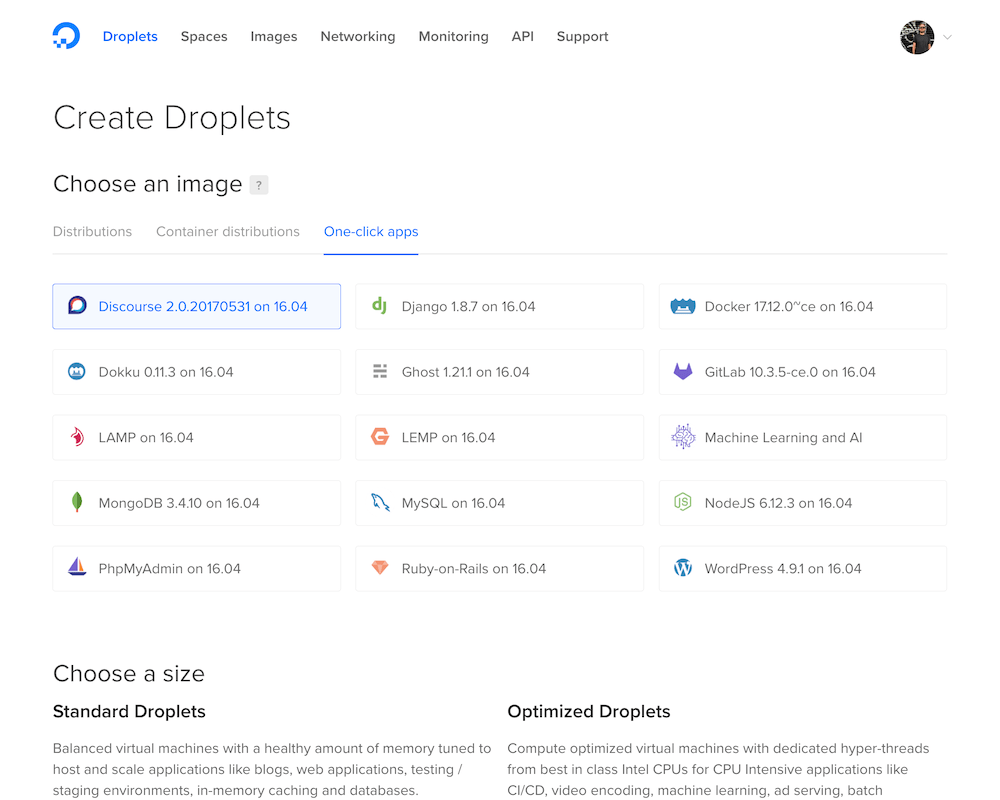 Droplets Spaces Images Networking Monitoring API Support
Create Droplets
Choose an image ?
Distributions Container distributions One-click apps
Discourse 2.0.20170531 on 16.04 Django 1.8.7 on 16.04 Docker 17.12.0~ce on 16.04
Dokku 0.11.3 on 16.04 Ghost 1.21.1 on 16.04 GitLab 10.3.5-ce.0 on 16.04
LAMP on 16.04 LEMP on 16.04 Machine Learning and AI
MongoDB 3.4.10 on 16.04 MySQL on 16.04 NodeJS 6.12.3 on 16.04
PhpMyAdmin on 16.04 Ruby-on-Rails on 16.04 WordPress 4.9.1 on 16.04
Choose a size
Standard Droplets
Balanced virtual machines with a healthy amount of memory tuned to
host and scale applications like blogs, web applications, testing /
staging environments, in-memory caching and databases.
Optimized Droplets
Compute optimized virtual machines with dedicated hyper-threads
from best in class Intel CPUs for CPU Intensive applications like
CI/CD, video encoding, machine learning, ad serving, batch